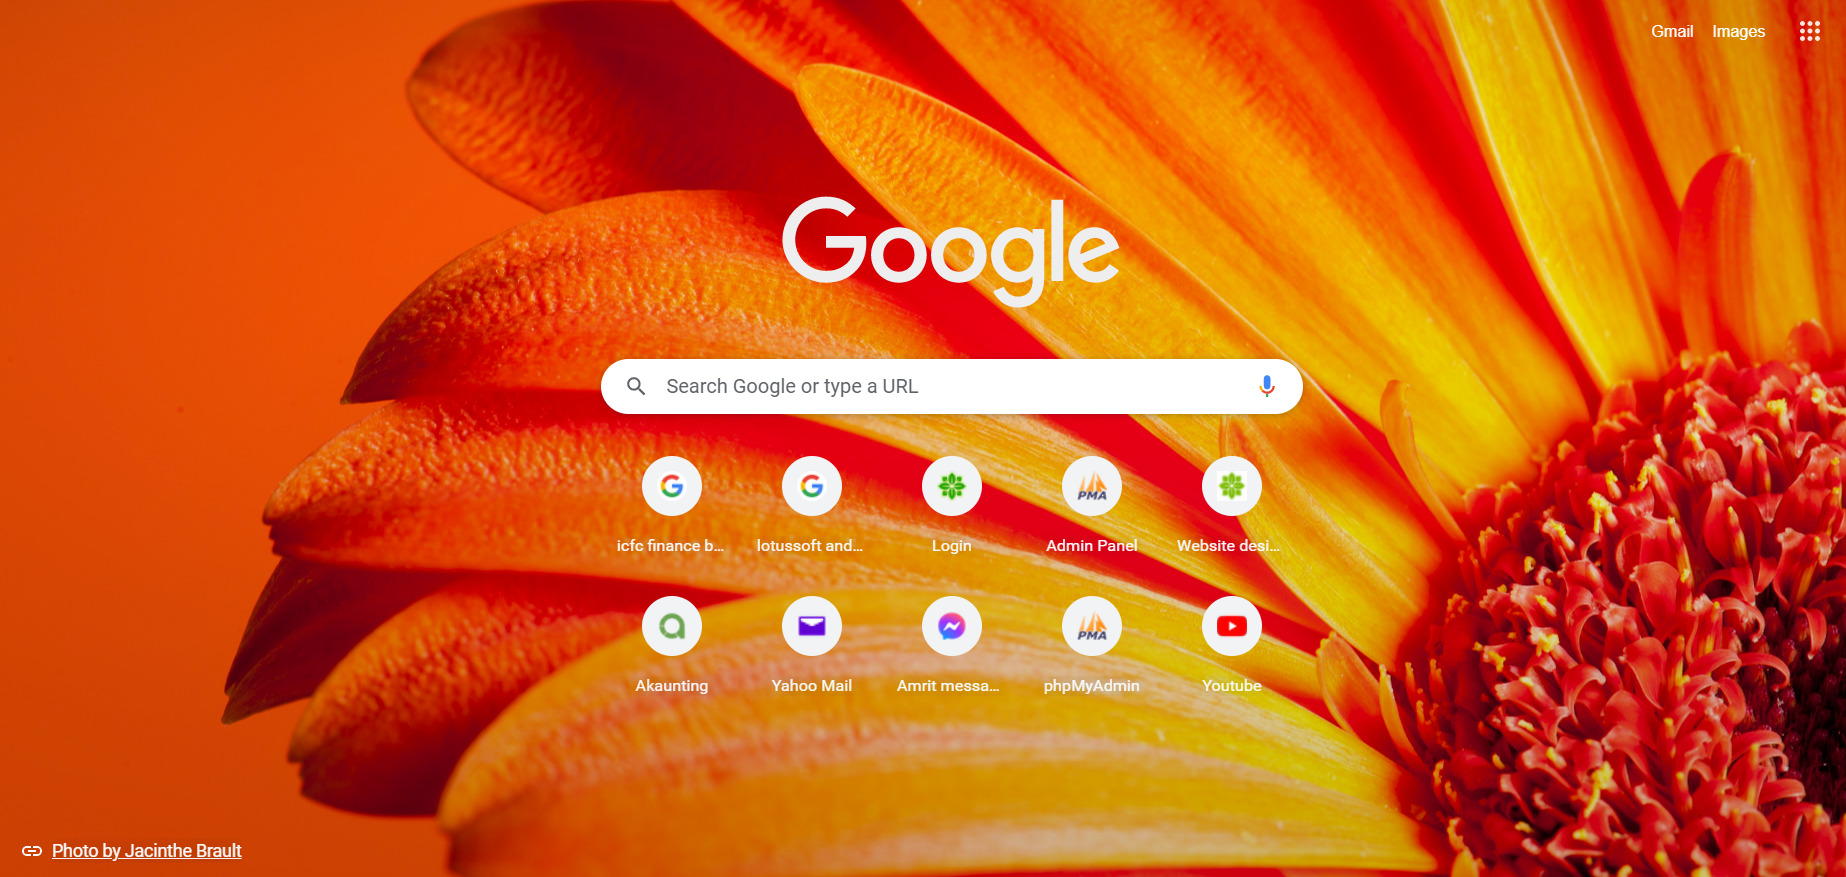 Gmail Images
Google
Search Google or type a URL
icfc finance b...
lotussoft and...
Login
Admin Panel
Website desi...
PMA
Akaunting
Yahoo Mail
Amrit messa...
phpMyAdmin
Youtube
PMA
Photo by Jacinthe Brault